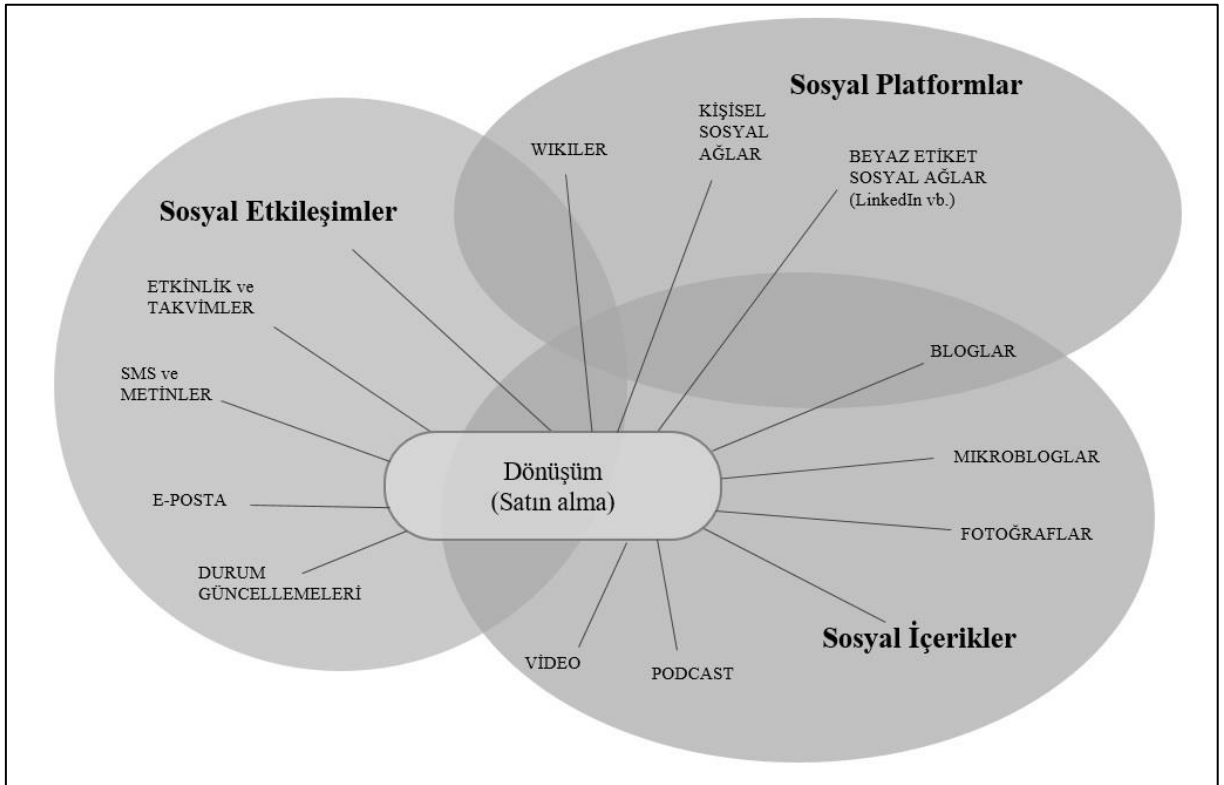 Sosyal Platformlar
KİŞİSEL
SOSYAL
AĞLAR
WIKILER
BEYAZ ETİKET
SOSYAL AĞLAR
(LinkedIn vb.)
Sosyal Etkileşimler
ETKİNLİK ve
TAKVİMLER
SMS ve
METİNLER
E-POSTA
DURUM
GÜNCELLEMELERİ
Dönüşüm
(Satın alma)
BLOGLAR
MIKROBLOGLAR
FOTOĞRAFLAR
Sosyal İçerikler
VİDEO
PODCAST